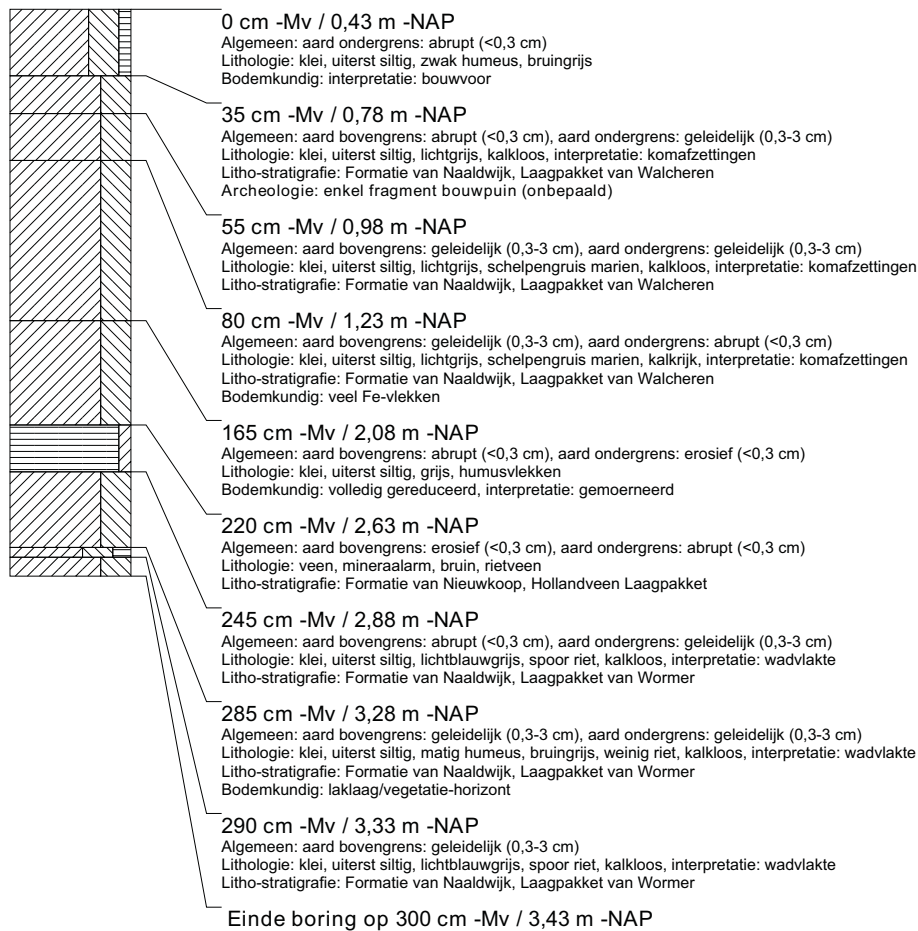 0 cm -Mv / 0,43 m -NAP
Algemeen: aard ondergrens: abrupt (<0,3 cm)
Lithologie: klei, uiterst siltig, zwak humeus, bruingrijs
Bodemkundig: interpretatie: bouwvoor
35 cm -Mv / 0,78 m -NAP
Algemeen: aard bovengrens: abrupt (<0,3 cm), aard ondergrens: geleidelijk (0,3-3 cm)
Lithologie: klei, uiterst siltig, lichtgrijs, kalkloos, interpretatie: komafzettingen
Litho-stratigrafie: Formatie van Naaldwijk, Laagpakket van Walcheren
Archeologie: enkel fragment bouwpuin (onbepaald)
55 cm -Mv / 0,98 m -NAP
Algemeen: aard bovengrens: geleidelijk (0,3-3 cm), aard ondergrens: geleidelijk (0,3-3 cm)
Lithologie: klei, uiterst siltig, lichtgrijs, schelpengruis marien, kalkloos, interpretatie: komafzettingen
Litho-stratigrafie: Formatie van Naaldwijk, Laagpakket van Walcheren
80 cm -Mv / 1,23 m -NAP
Algemeen: aard bovengrens: geleidelijk (0,3-3 cm), aard ondergrens: abrupt (<0,3 cm)
Lithologie: klei, uiterst siltig, lichtgrijs, schelpengruis marien, kalkrijk, interpretatie: komafzettingen
Litho-stratigrafie: Formatie van Naaldwijk, Laagpakket van Walcheren
Bodemkundig: veel Fe-vlekken
165 cm -Mv / 2,08 m -NAP
Algemeen: aard bovengrens: abrupt (<0,3 cm), aard ondergrens: erosief (<0,3 cm)
Lithologie: klei, uiterst siltig, grijs, humusvlekken
Bodemkundig: volledig gereduceerd, interpretatie: gemoerneerd
220 cm -Mv / 2,63 m -NAP
Algemeen: aard bovengrens: erosief (<0,3 cm), aard ondergrens: abrupt (<0,3 cm)
Lithologie: veen, mineraalarm, bruin, rietveen
Litho-stratigrafie: Formatie van Nieuwkoop, Hollandveen Laagpakket
245 cm -Mv / 2,88 m -NAP
Algemeen: aard bovengrens: abrupt (<0,3 cm), aard ondergrens: geleidelijk (0,3-3 cm)
Lithologie: klei, uiterst siltig, lichtblauwgrijs, spoor riet, kalkloos, interpretatie: wadvlakte
Litho-stratigrafie: Formatie van Naaldwijk, Laagpakket van Wormer
285 cm -Mv / 3,28 m -NAP
Algemeen: aard bovengrens: geleidelijk (0,3-3 cm), aard ondergrens: geleidelijk (0,3-3 cm)
Lithologie: klei, uiterst siltig, matig humeus, bruingrijs, weinig riet, kalkloos, interpretatie: wadvlakte
Litho-stratigrafie: Formatie van Naaldwijk, Laagpakket van Wormer
Bodemkundig: laklaag/vegetatie-horizont
290 cm -Mv / 3,33 m -NAP
Algemeen: aard bovengrens: geleidelijk (0,3-3 cm)
Lithologie: klei, uiterst siltig, lichtblauwgrijs, spoor riet, kalkloos, interpretatie: wadvlakte
Litho-stratigrafie: Formatie van Naaldwijk, Laagpakket van Wormer
Einde boring op 300 cm -Mv / 3,43 m -NAP